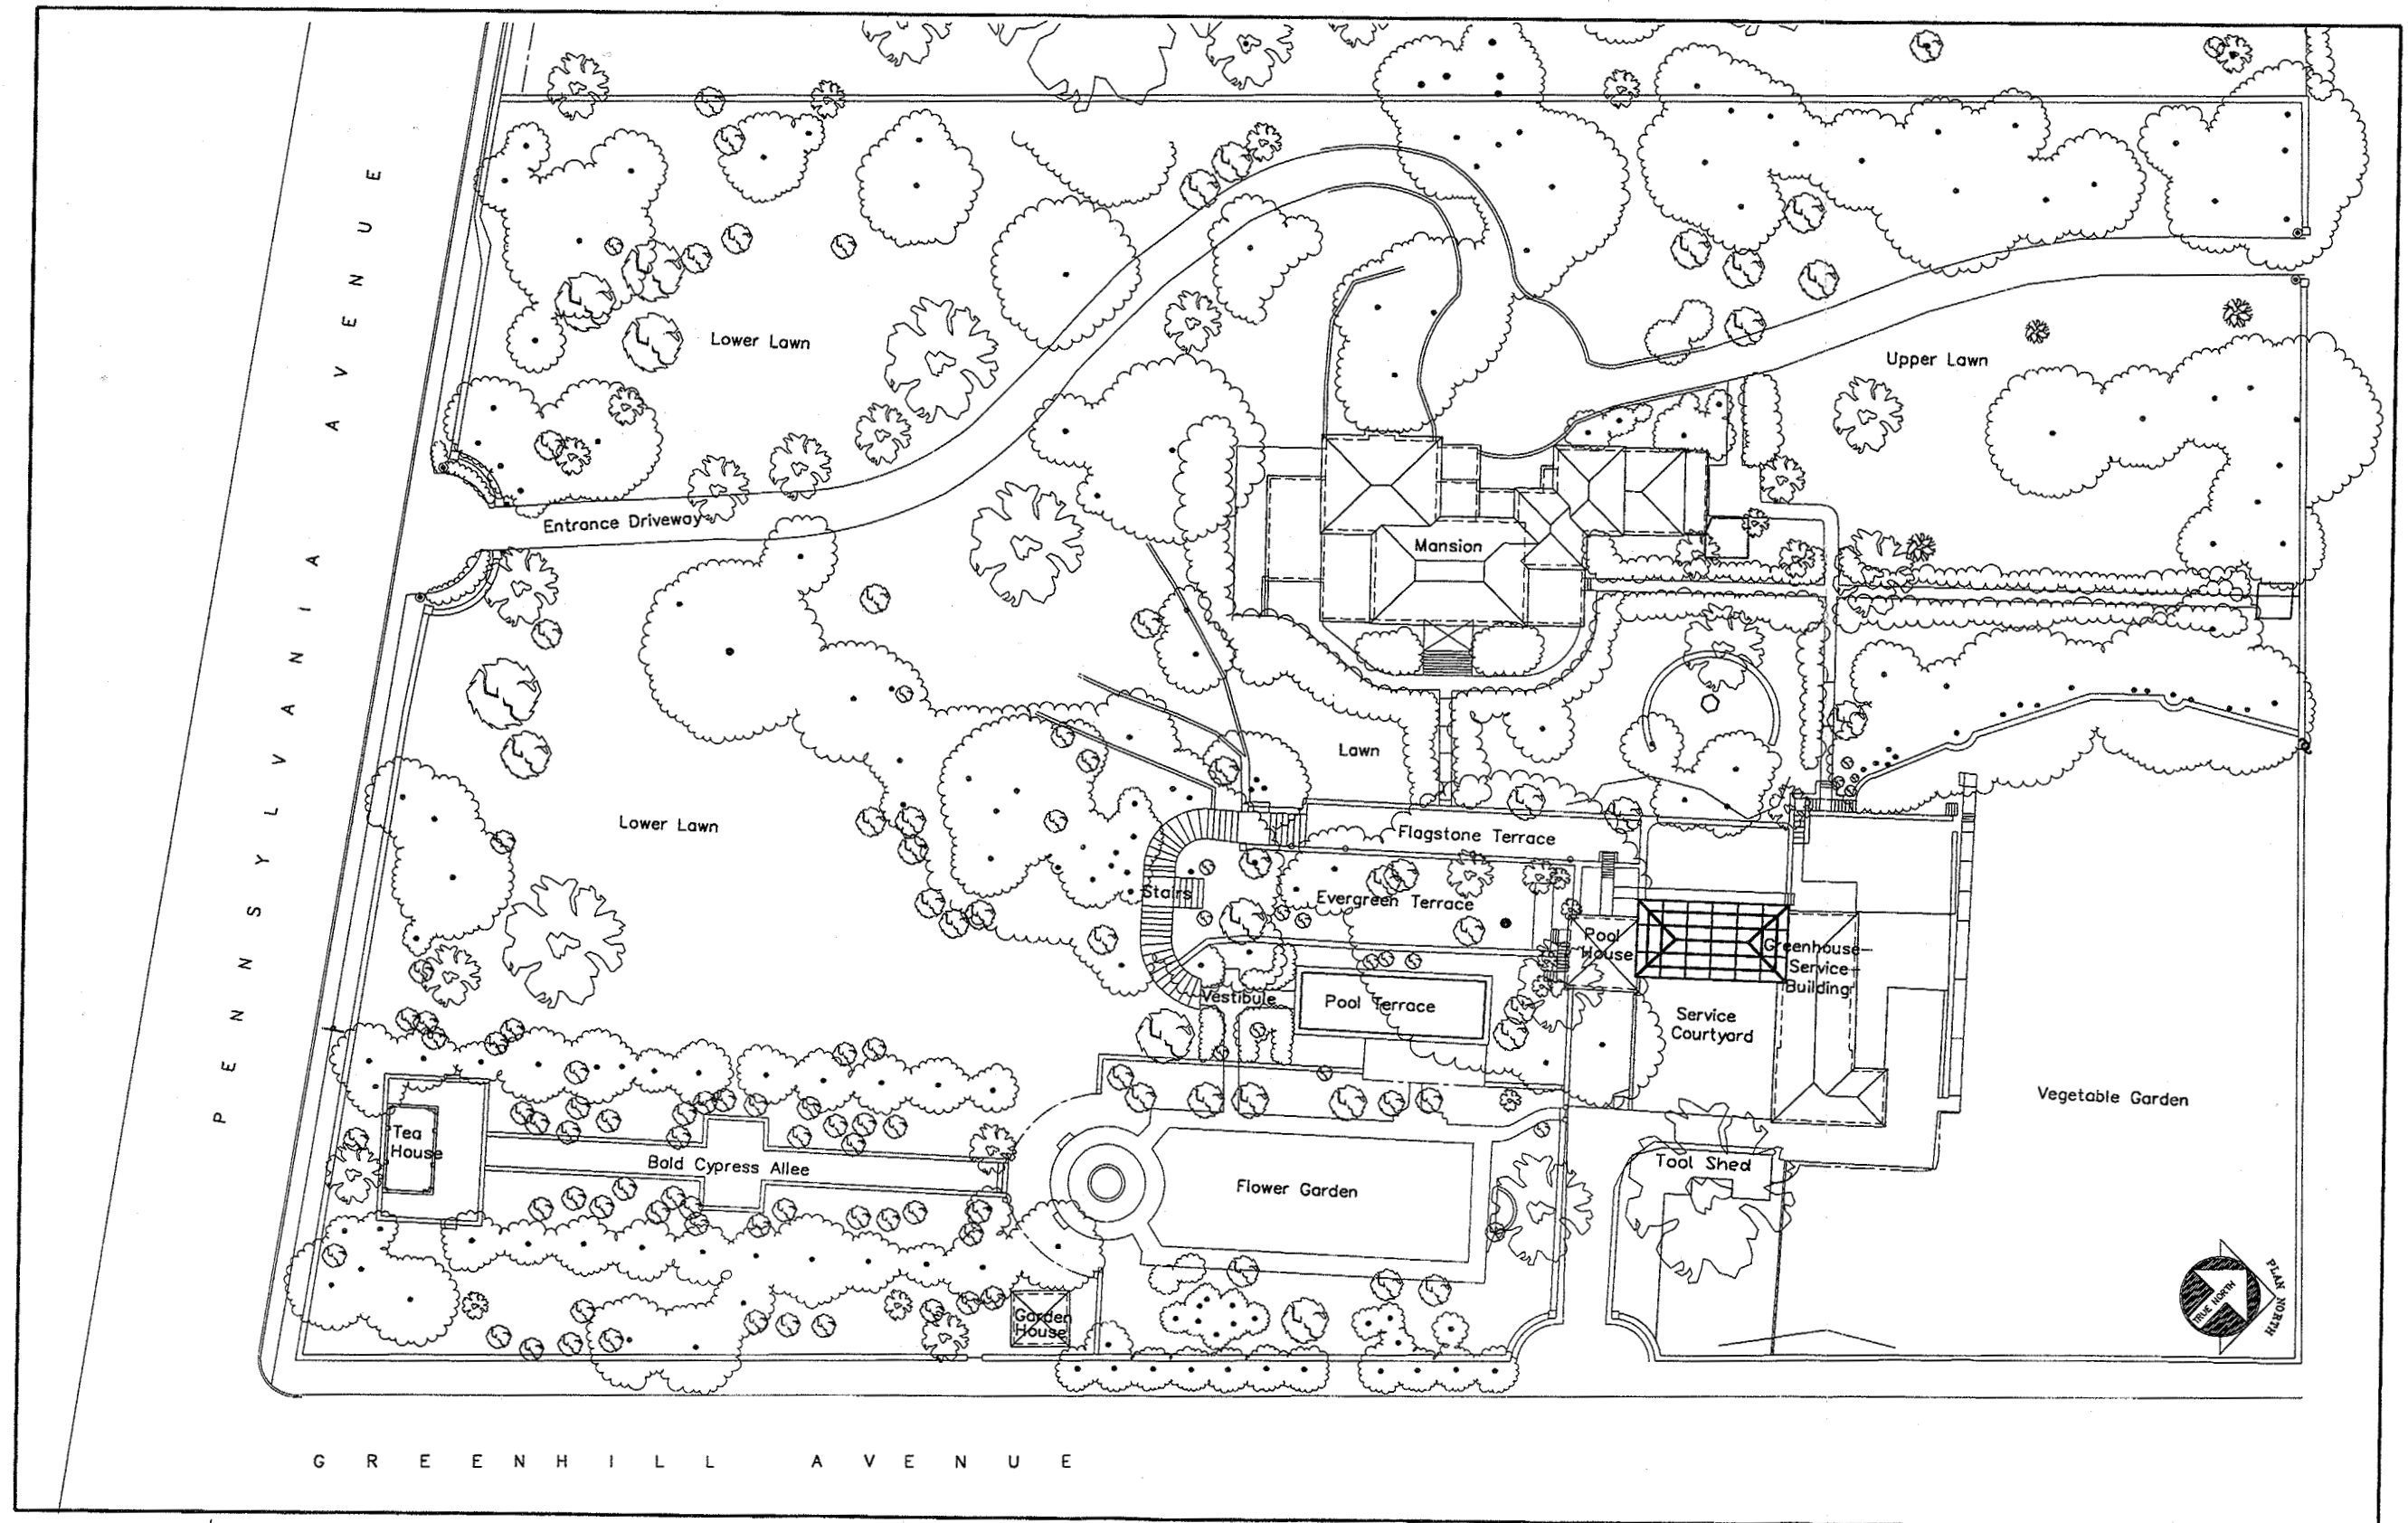 PENNSYLVANIA AVENUE
Lower Lawn
Upper Lawn
Entrance Driveway
Mansion
Lawn
Lower Lawn
Flagstone Terrace
Stairs
Evergreen Terrace
Pool
House
Greenhouse-
Service
Building
Vestibule
Pool Terrace
Service
Courtyard
Vegetable Garden
Tea
House
Bald Cypress Allee
Tool Shed
Flower Garden
Garden
House
PLAN NORTH
TRUE NORTH
GREENHILL AVENUE